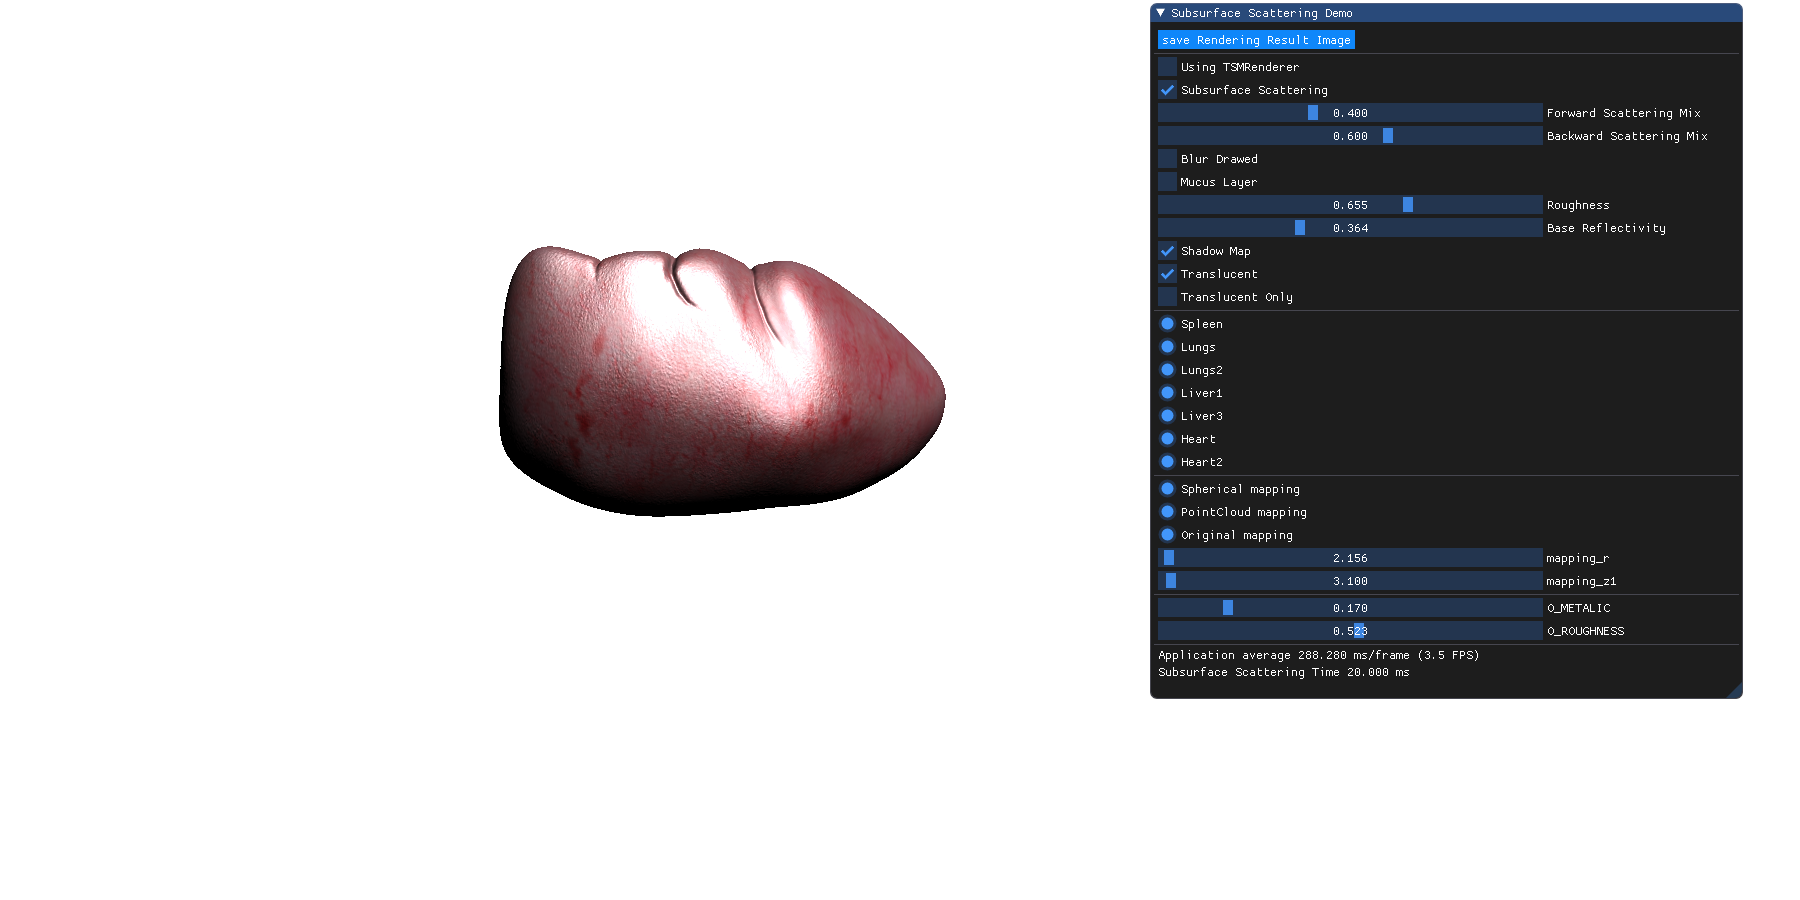 Subsurface Scattering Demo
save Rendering Result Image
Using TSMRenderer
Subsurface Scattering
0.400 Forward Scattering Mix
0.600 Backward Scattering Mix
Blur Drawed
Mucus Layer
0.655 Roughness
0.364 Base Reflectivity
Shadow Map
Translucent
Translucent Only
Spleen
Lungs
Lungs2
Liver1
Liver3
Heart
Heart2
Spherical mapping
PointCloud mapping
Original mapping
2.156 mapping_r
3.100 mapping_z1
0.170 O_METALIC
0.523 O_ROUGHNESS
Application average 288.280 ms/frame (3.5 FPS)
Subsurface Scattering Time 20.000 ms